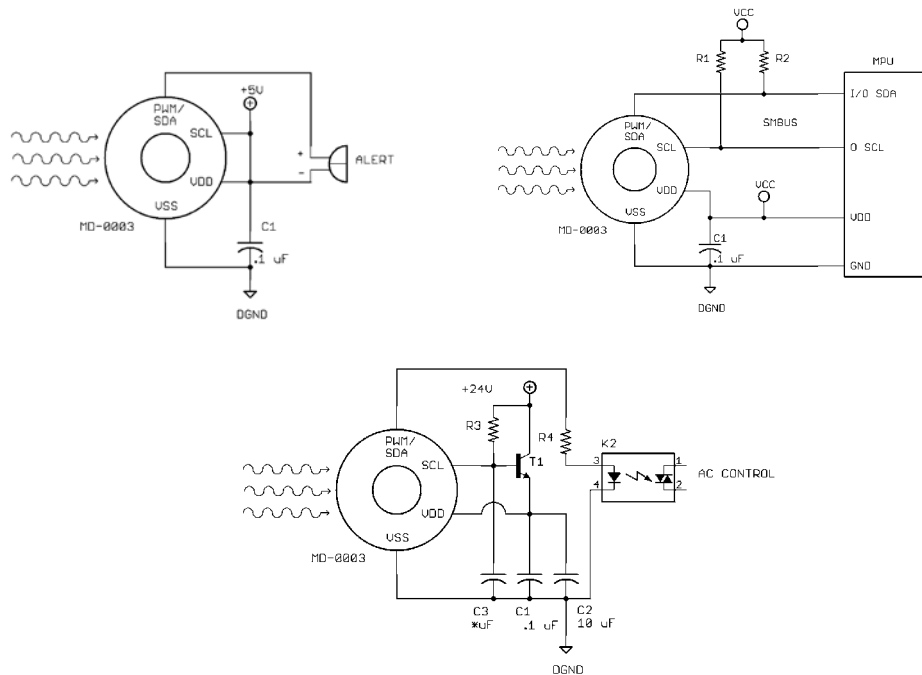 +5V
PWM/
SDA
SCL
VDD
VSS
MD-0003
+
-
ALERT
C1
.1 uF
DGND
VCC
R1
R2
MPU
I/O SDA
SMBUS
PWM/
SDA
SCL
O SCL
VDD
VCC
VSS
VDD
MD-0003
C1
.1 uF
GND
DGND
+24V
R3
R4
K2
PWM/
SDA
SCL
T1
3
1
4
2
AC CONTROL
VDD
VSS
MD-0003
C3
*uF
C1
.1 uF
C2
10 uF
DGND